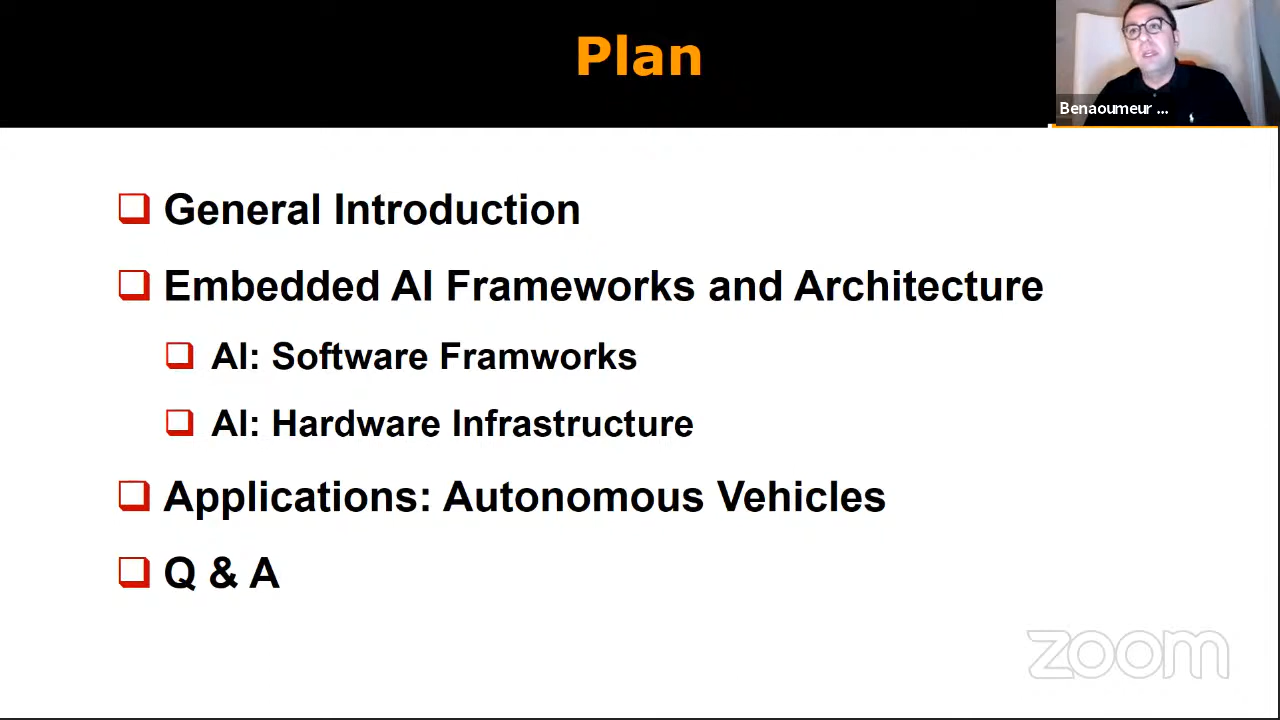 Plan
Benaoumeur ...
General Introduction
Embedded AI Frameworks and Architecture
AI: Software Framworks
AI: Hardware Infrastructure
Applications: Autonomous Vehicles
Q & A
zoom